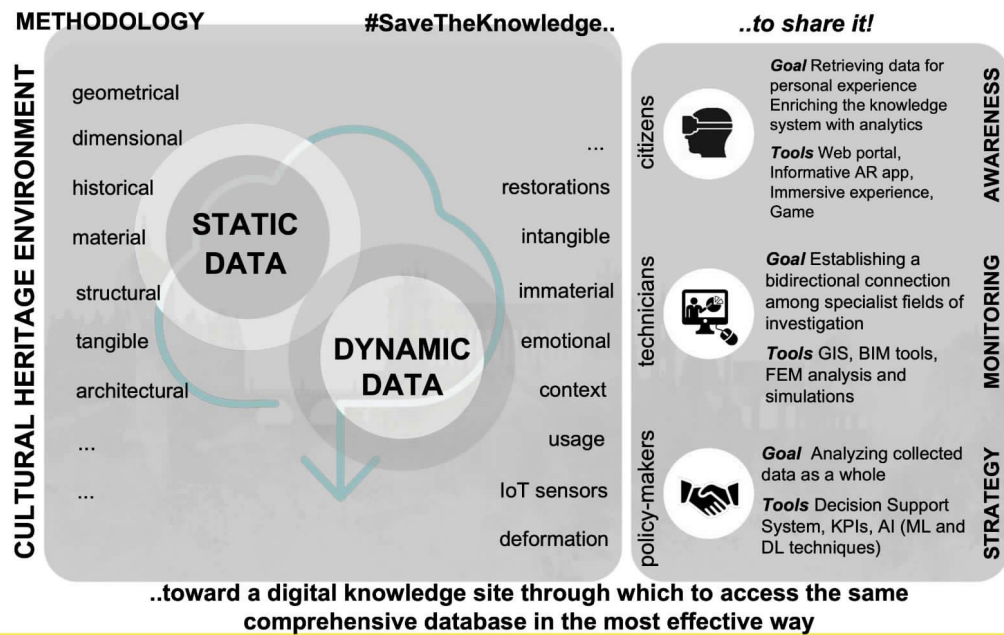 METHODOLOGY
#SaveTheKnowledge..
..to share it!
CULTURAL HERITAGE ENVIRONMENT
geometrical
dimensional
historical
material
structural
tangible
architectural
...
...
STATIC
DATA
DYNAMIC
DATA
...
restorations
intangible
immaterial
emotional
context
usage
IoT sensors
deformation
citizens
Goal Retrieving data for
personal experience
Enriching the knowledge
system with analytics
Tools Web portal,
Informative AR app,
Immersive experience,
Game
AWARENESS
technicians
Goal Establishing a
bidirectional connection
among specialist fields of
investigation
Tools GIS, BIM tools,
FEM analysis and
simulations
MONITORING
policy-makers
Goal Analyzing collected
data as a whole
Tools Decision Support
System, KPIs, AI (ML and
DL techniques)
STRATEGY
..toward a digital knowledge site through which to access the same
comprehensive database in the most effective way